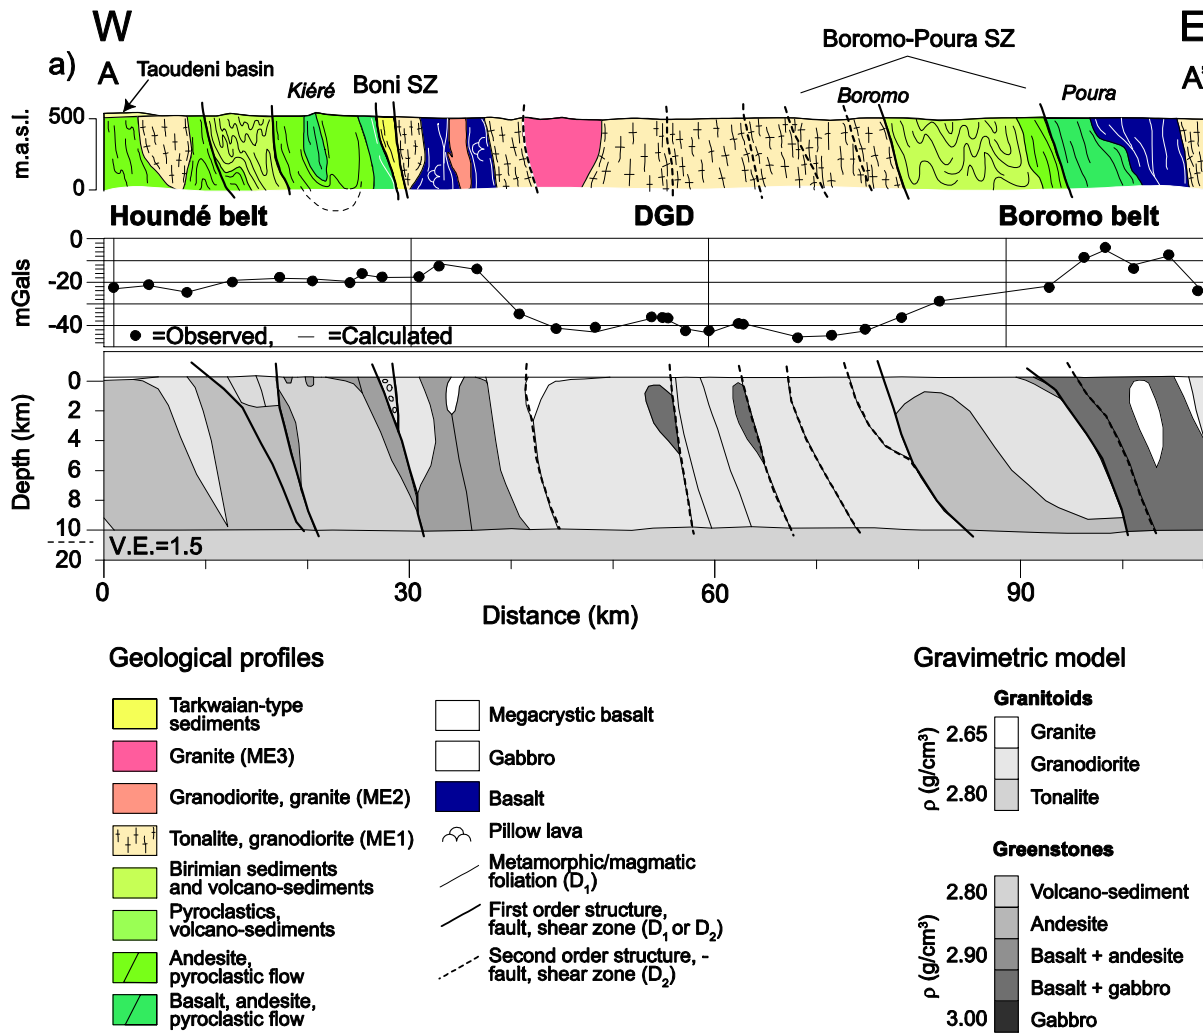 W
E
a)
A
A'
Taoudeni basin
Kiéré
Boni SZ
Boromo-Poura SZ
Boromo
Poura
m.a.s.l.
500
0
Houndé belt
DGD
Boromo belt
mGals
0
-20
-40
=Observed, — =Calculated
Depth (km)
0
2
4
6
8
10
20
V.E.=1.5
0
30
60
90
Distance (km)
Geological profiles
Tarkwaian-type
sediments
Granite (ME3)
Granodiorite, granite (ME2)
Tonalite, granodiorite (ME1)
Birimian sediments
and volcano-sediments
Pyroclastics,
volcano-sediments
Andesite,
pyroclastic flow
Basalt, andesite,
pyroclastic flow
Megacrystic basalt
Gabbro
Basalt
Pillow lava
Metamorphic/magmatic
foliation (D₁)
First order structure,
fault, shear zone (D₁ or D₂)
Second order structure, -
fault, shear zone (D₂)
Gravimetric model
Granitoids
ρ (g/cm³)
2.65
2.80
Granite
Granodiorite
Tonalite
Greenstones
ρ (g/cm³)
2.80
2.90
3.00
Volcano-sediment
Andesite
Basalt + andesite
Basalt + gabbro
Gabbro